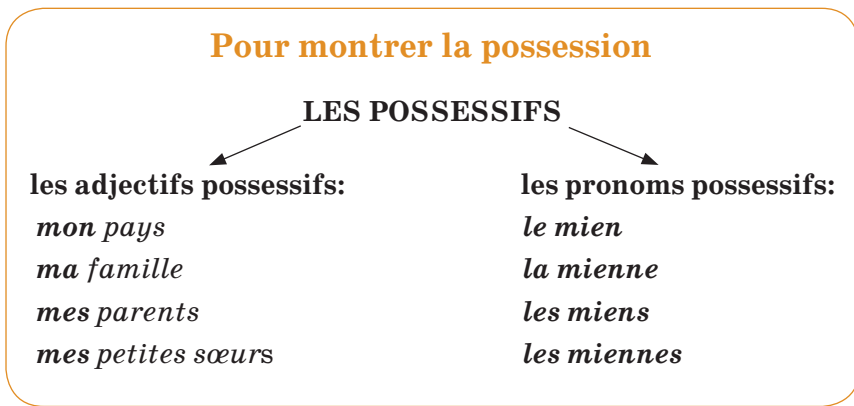 Pour montrer la possession
LES POSSESSIFS
les adjectifs possessifs:
mon pays
ma famille
mes parents
mes petites sœurs
les pronoms possessifs:
le mien
la mienne
les miens
les miennes